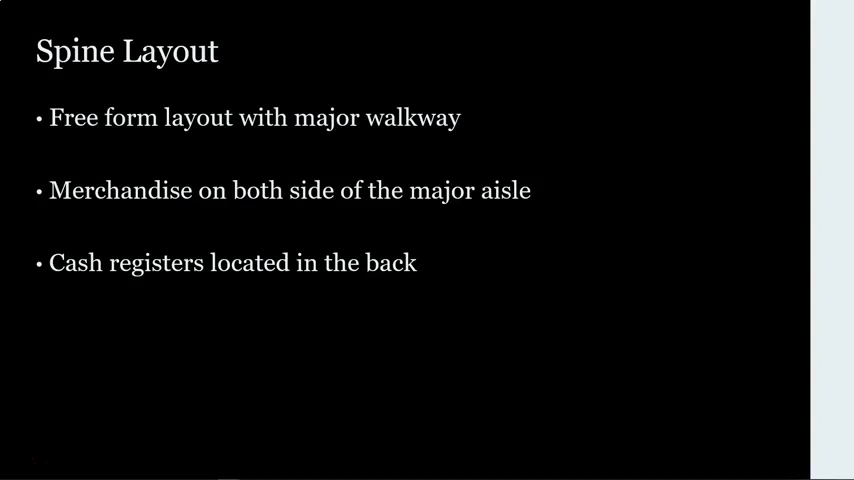 Spine Layout
• Free form layout with major walkway
• Merchandise on both side of the major aisle
• Cash registers located in the back